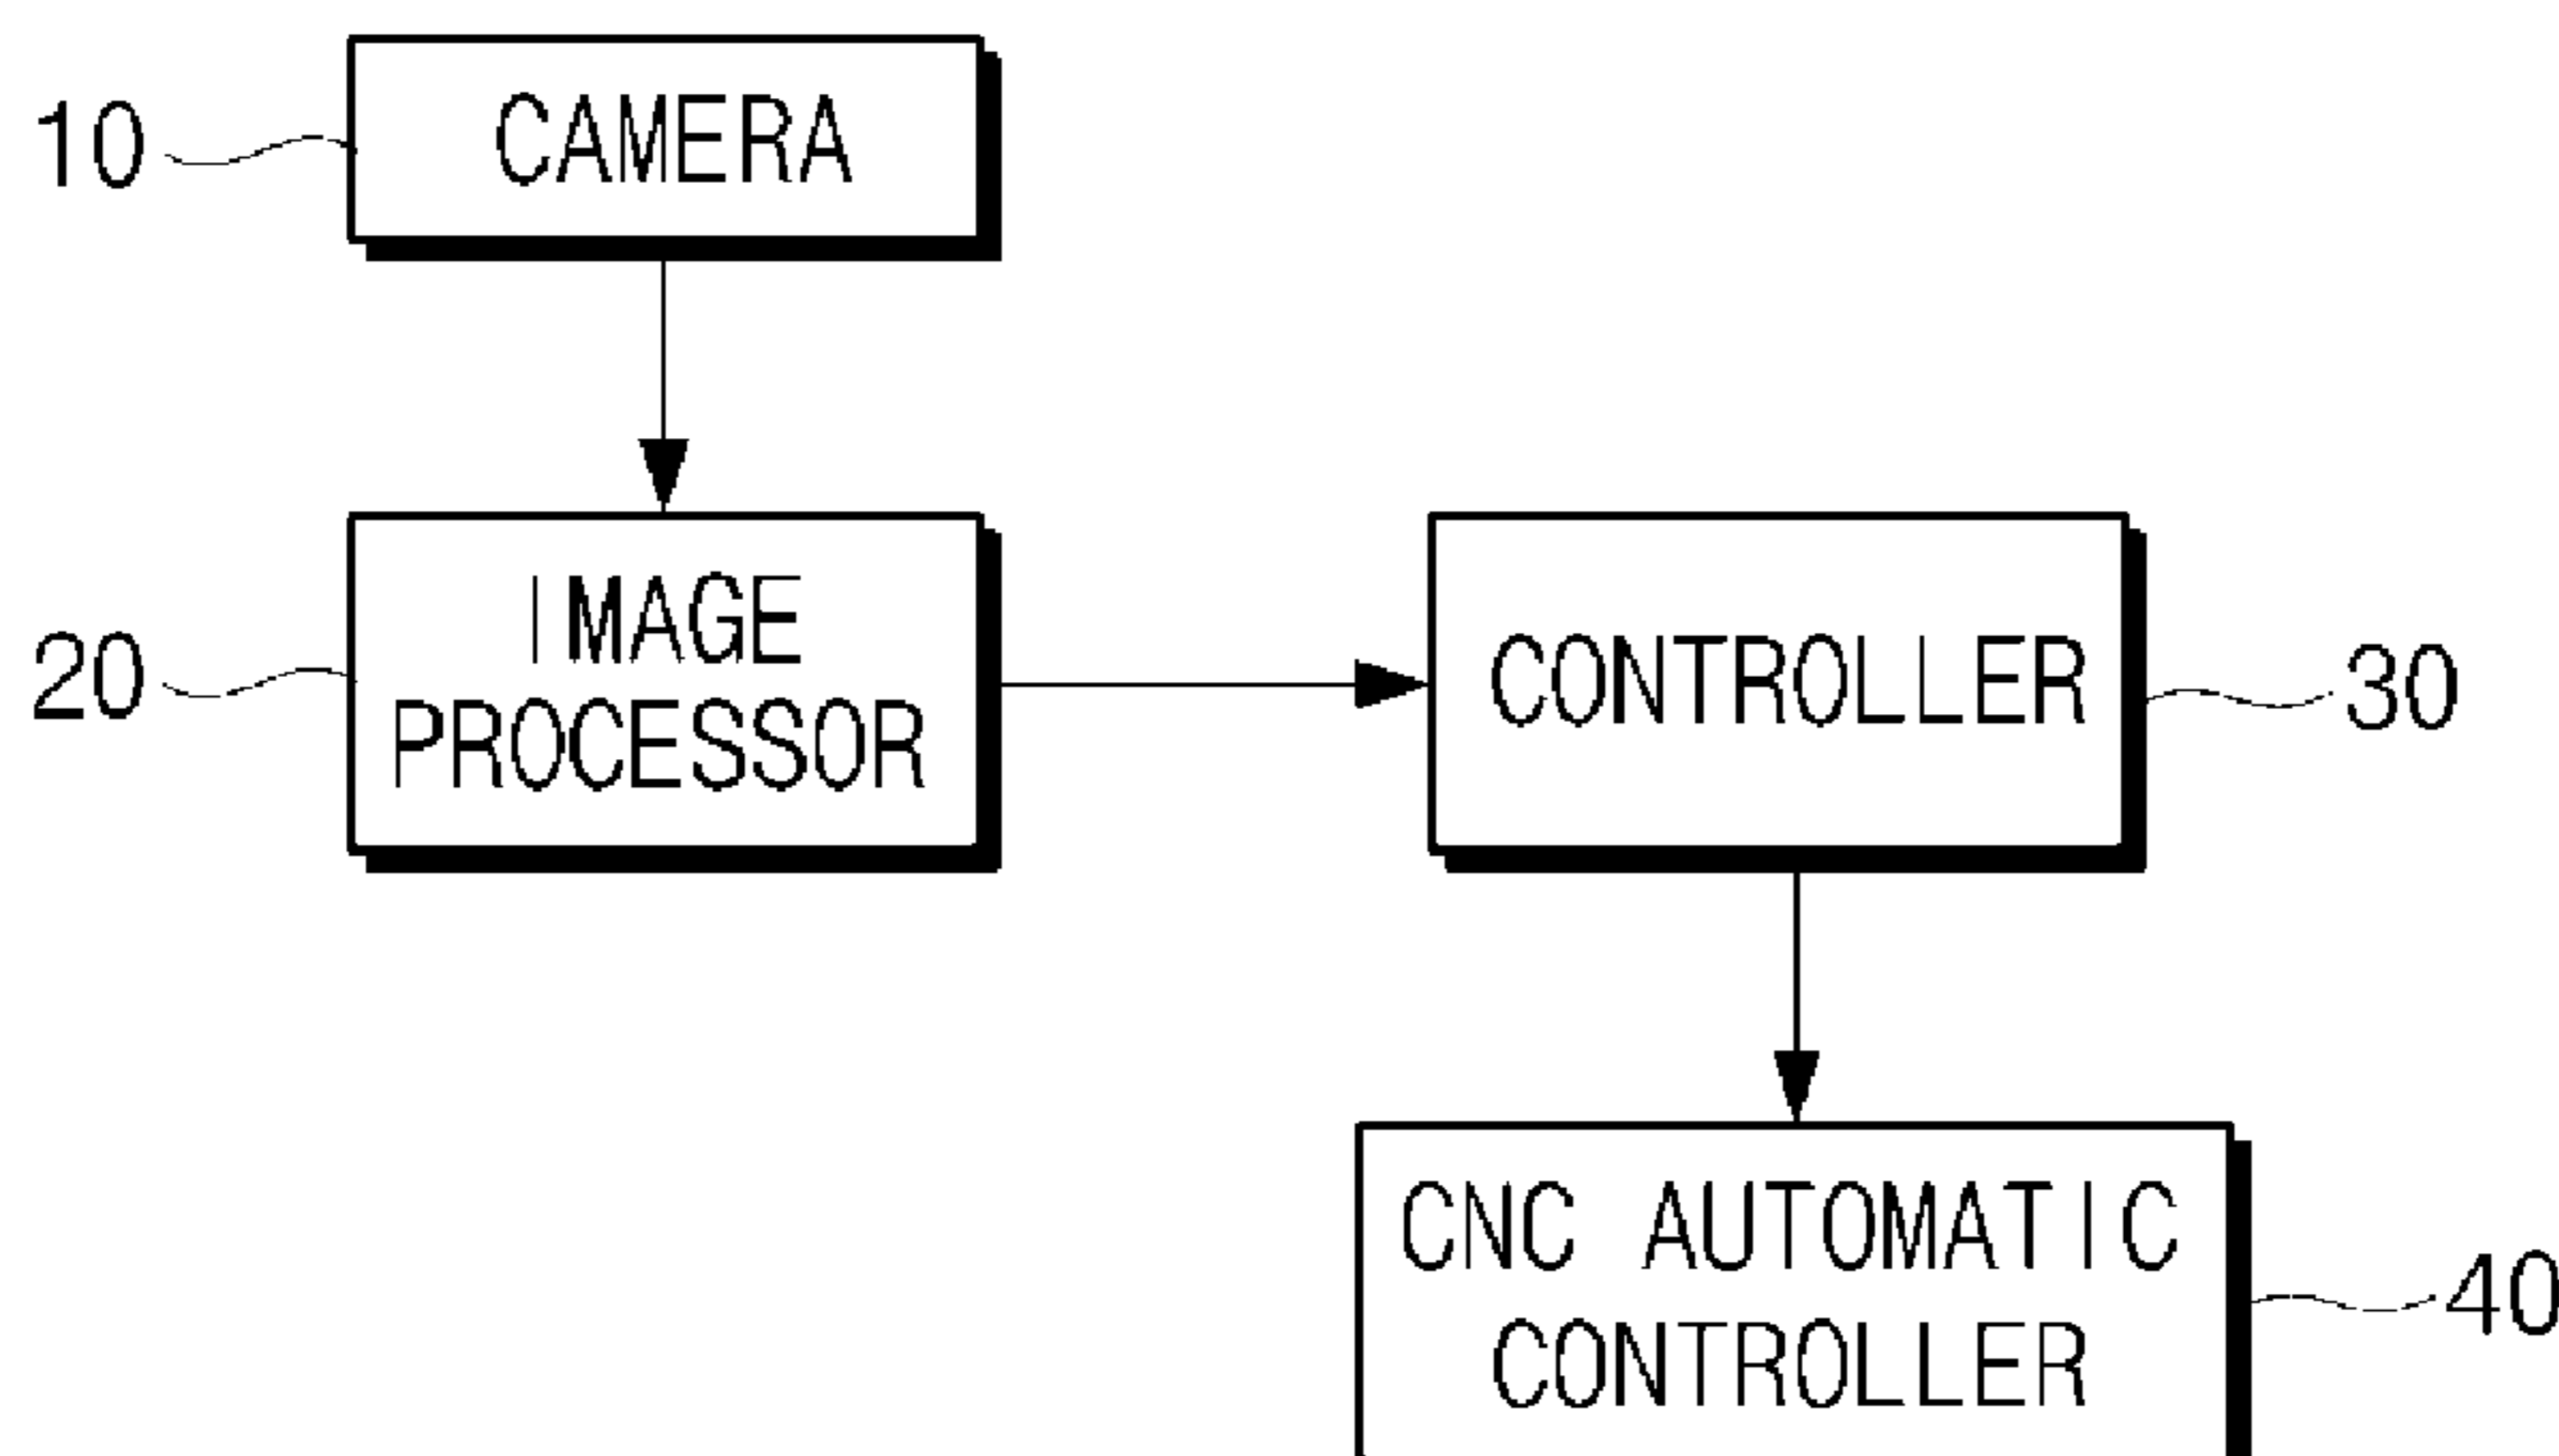 10
CAMERA
20
IMAGE
PROCESSOR
CONTROLLER
30
CNC AUTOMATIC
CONTROLLER
40